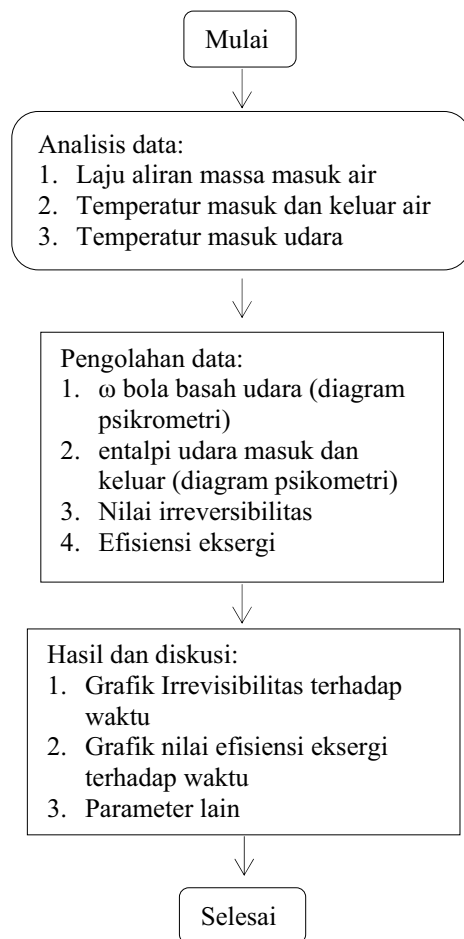 Mulai
Analisis data:
1. Laju aliran massa masuk air
2. Temperatur masuk dan keluar air
3. Temperatur masuk udara
Pengolahan data:
1. ω bola basah udara (diagram
psikrometri)
2. entalpi udara masuk dan
keluar (diagram psikometri)
3. Nilai irreversibilitas
4. Efisiensi eksergi
Hasil dan diskusi:
1. Grafik Irrevisibilitas terhadap
waktu
2. Grafik nilai efisiensi eksergi
terhadap waktu
3. Parameter lain
Selesai